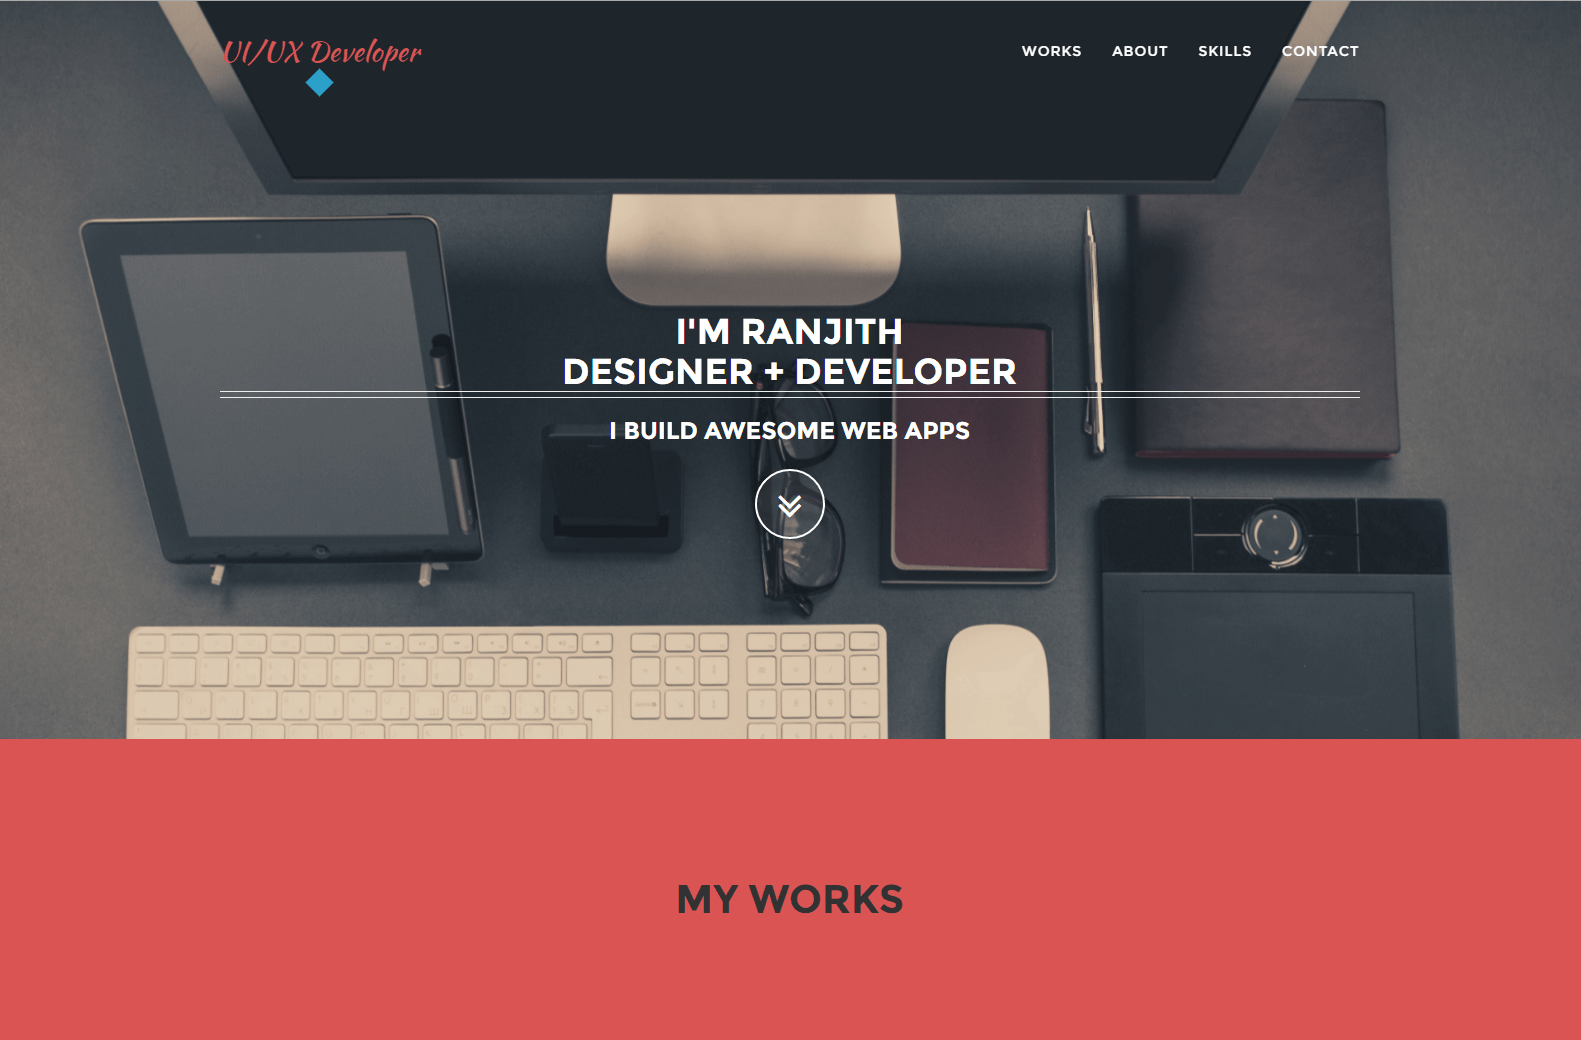 UI/UX Developer
WORKS ABOUT SKILLS CONTACT
I'M RANJITH
DESIGNER + DEVELOPER
I BUILD AWESOME WEB APPS
MY WORKS